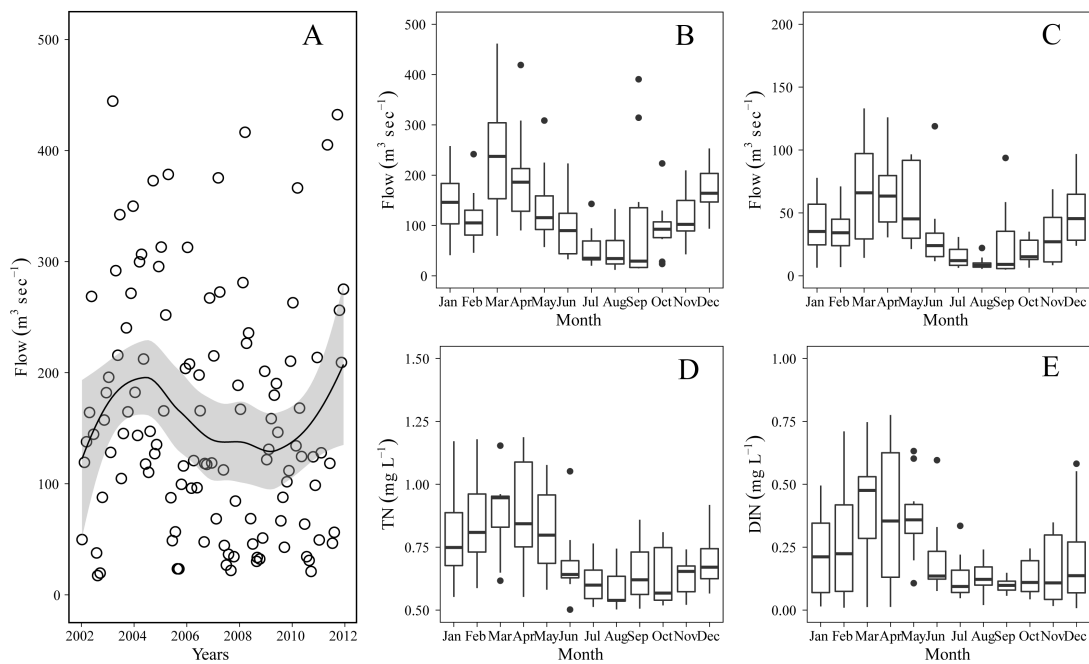 A
Flow (m³ sec⁻¹)
500
400
300
200
100
0
2002 2004 2006 2008 2010 2012
Years
B
Flow (m³ sec⁻¹)
500
400
300
200
100
0
Jan Feb Mar Apr May Jun Jul Aug Sep Oct Nov Dec
Month
C
Flow (m³ sec⁻¹)
200
150
100
50
0
Jan Feb Mar Apr May Jun Jul Aug Sep Oct Nov Dec
Month
D
TN (mg L⁻¹)
1.50
1.25
1.00
0.75
0.50
Jan Feb Mar Apr May Jun Jul Aug Sep Oct Nov Dec
Month
E
DIN (mg L⁻¹)
1.00
0.75
0.50
0.25
0.00
Jan Feb Mar Apr May Jun Jul Aug Sep Oct Nov Dec
Month